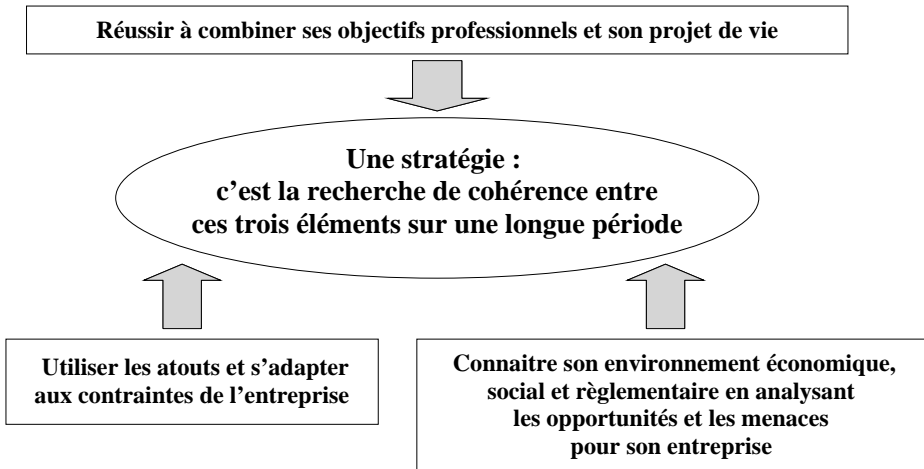 Réussir à combiner ses objectifs professionnels et son projet de vie
Une stratégie :
c’est la recherche de cohérence entre
ces trois éléments sur une longue période
Utiliser les atouts et s’adapter
aux contraintes de l’entreprise
Connaitre son environnement économique,
social et règlementaire en analysant
les opportunités et les menaces
pour son entreprise